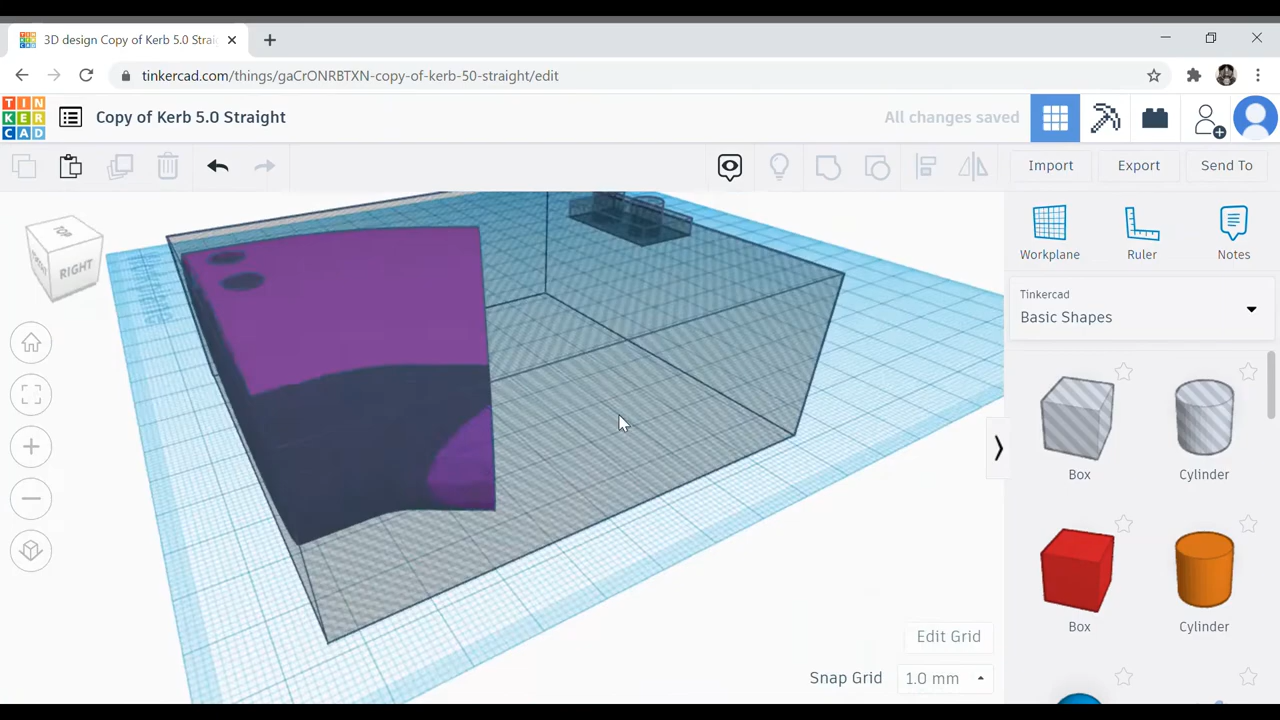 3D design Copy of Kerb 5.0 Strai
tinkercad.com/things/gaCrONRBTXN-copy-of-kerb-50-straight/edit
TIN
KER
CAD
Copy of Kerb 5.0 Straight
All changes saved
Import
Export
Send To
TOP
RIGHT
Workplane
Ruler
Notes
Tinkercad
Basic Shapes
Box
Cylinder
Box
Cylinder
Edit Grid
Snap Grid
1.0 mm